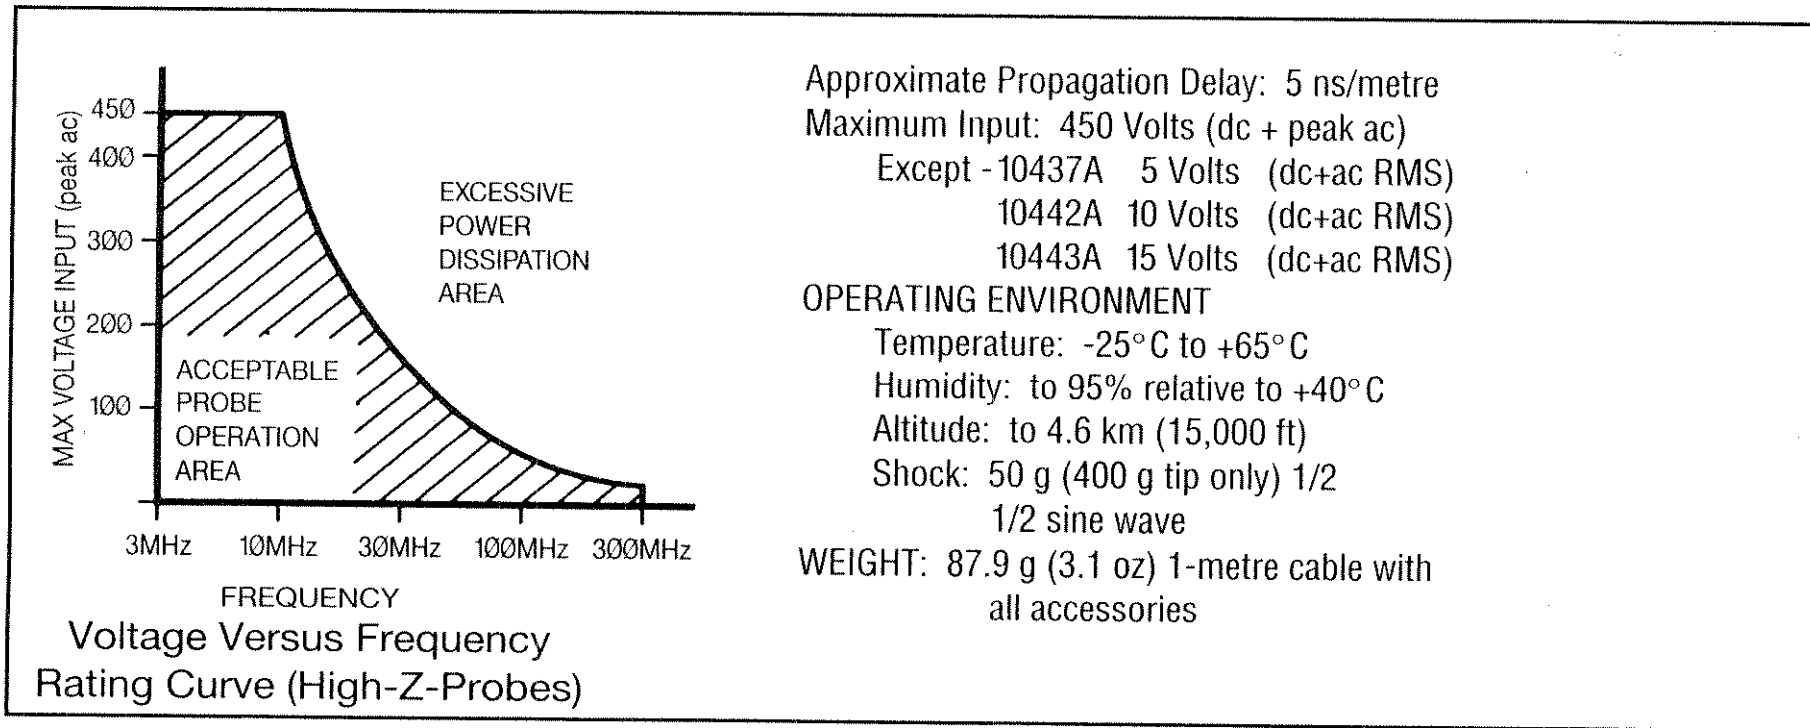 450
400
300
200
100
MAX VOLTAGE INPUT (peak ac)
EXCESSIVE
POWER
DISSIPATION
AREA
ACCEPTABLE
PROBE
OPERATION
AREA
3MHz 10MHz 30MHz 100MHz 300MHz
FREQUENCY
Voltage Versus Frequency
Rating Curve (High-Z-Probes)
Approximate Propagation Delay: 5 ns/metre
Maximum Input: 450 Volts (dc + peak ac)
Except - 10437A 5 Volts (dc+ac RMS)
10442A 10 Volts (dc+ac RMS)
10443A 15 Volts (dc+ac RMS)
OPERATING ENVIRONMENT
Temperature: -25°C to +65°C
Humidity: to 95% relative to +40°C
Altitude: to 4.6 km (15,000 ft)
Shock: 50 g (400 g tip only) 1/2
1/2 sine wave
WEIGHT: 87.9 g (3.1 oz) 1-metre cable with
all accessories